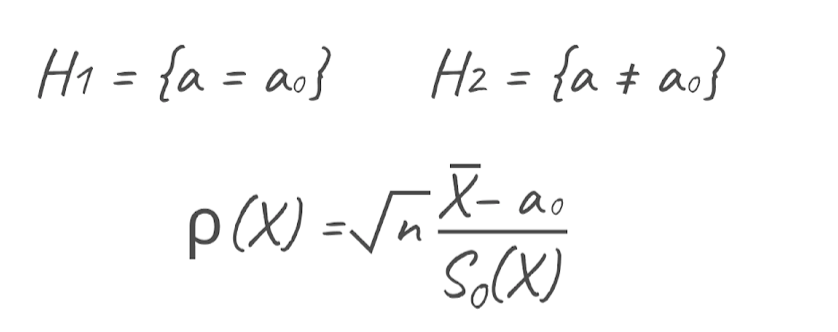 H1 = {a = a₀} H2 = {a ≠ a₀}
ρ(X) = √n (X̅ - a₀) / S₀(X)